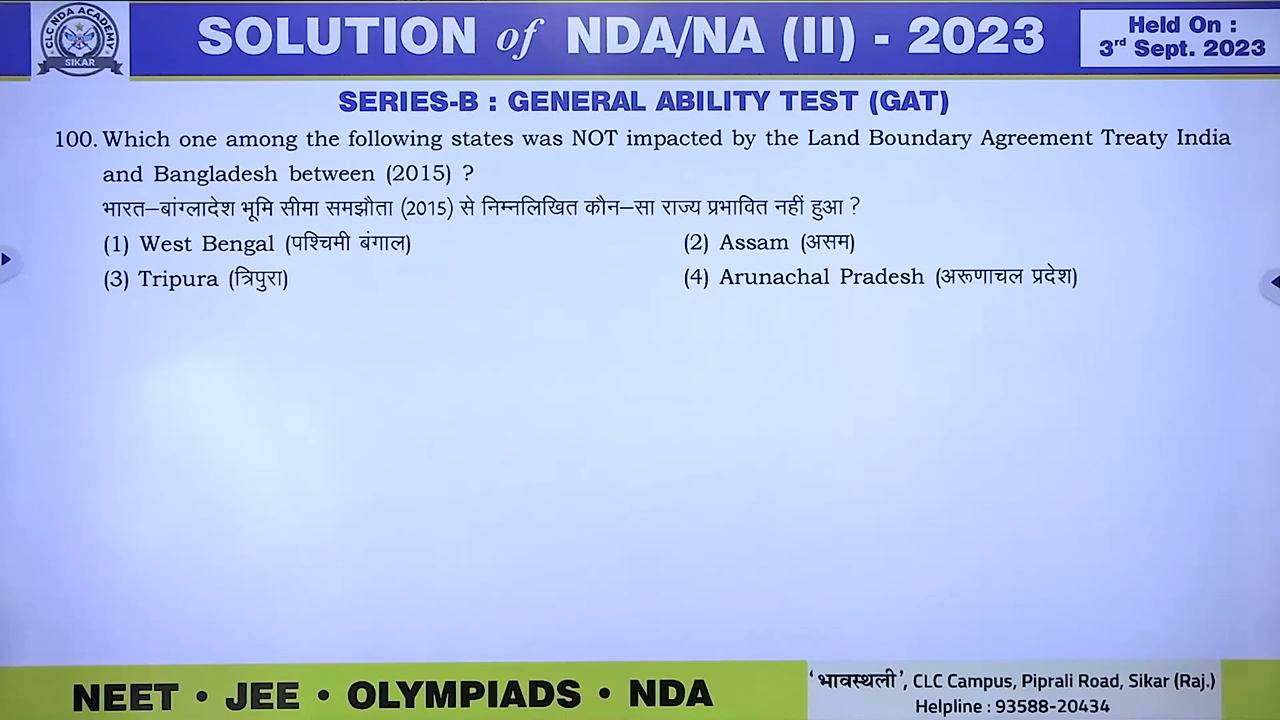 CLC NDA ACADEMY
SIKAR
SOLUTION of NDA/NA (II) - 2023
Held On :
3rd Sept. 2023
SERIES-B : GENERAL ABILITY TEST (GAT)
100. Which one among the following states was NOT impacted by the Land Boundary Agreement Treaty India
and Bangladesh between (2015) ?
भारत–बांग्लादेश भूमि सीमा समझौता (2015) से निम्नलिखित कौन–सा राज्य प्रभावित नहीं हुआ ?
(1) West Bengal (पश्चिमी बंगाल) (2) Assam (असम)
(3) Tripura (त्रिपुरा) (4) Arunachal Pradesh (अरूणाचल प्रदेश)
NEET • JEE • OLYMPIADS • NDA
‘भावस्थली’, CLC Campus, Piprali Road, Sikar (Raj.)
Helpline : 93588-20434